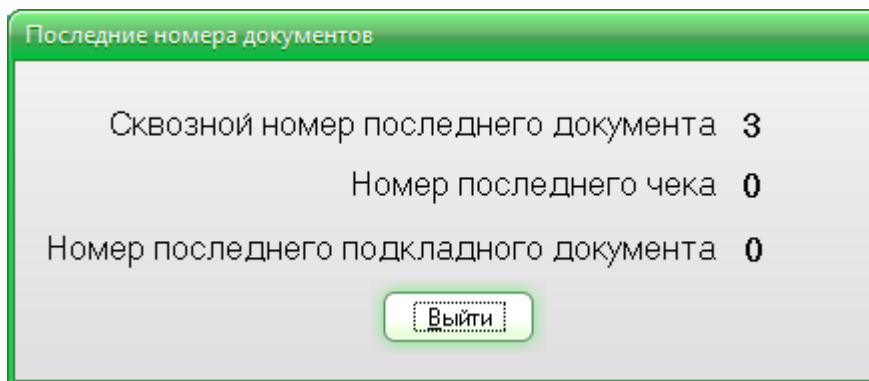 Последние номера документов
Сквозной номер последнего документа 3
Номер последнего чека 0
Номер последнего подкладного документа 0
Выйти